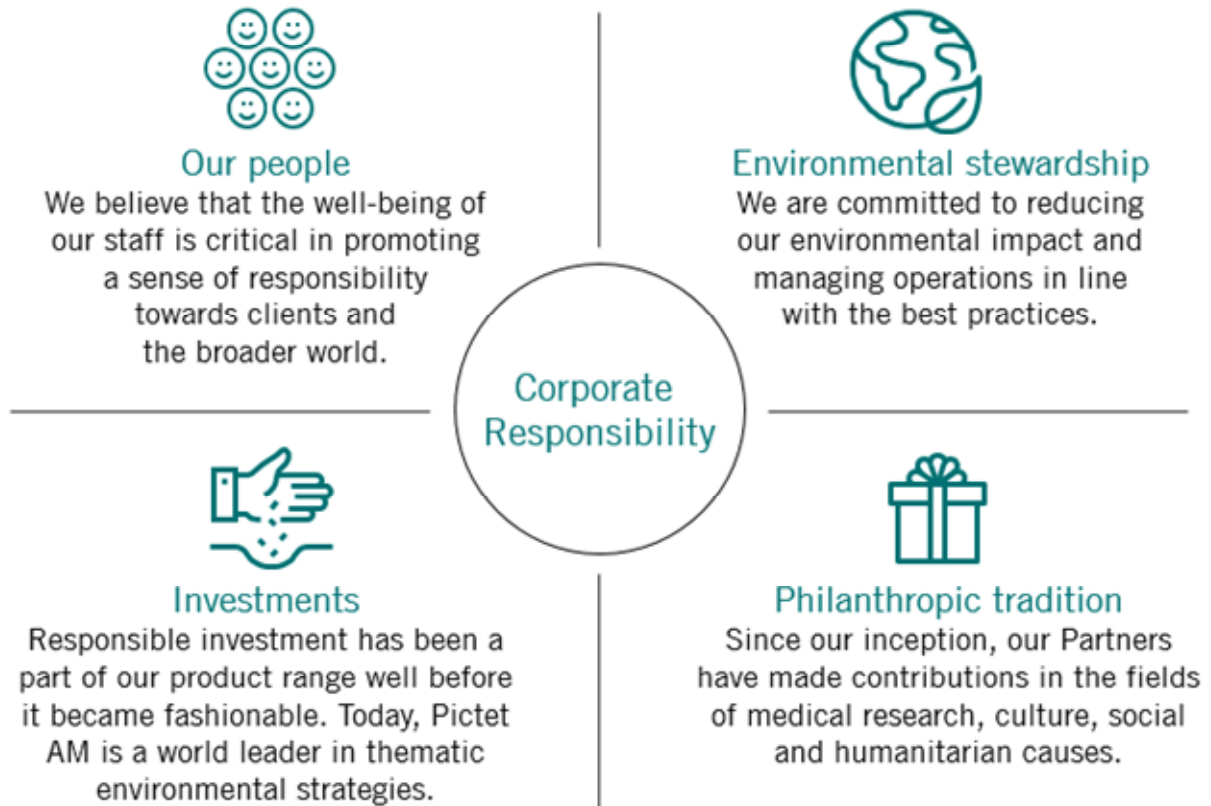 Our people
We believe that the well-being of
our staff is critical in promoting
a sense of responsibility
towards clients and
the broader world.
Environmental stewardship
We are committed to reducing
our environmental impact and
managing operations in line
with the best practices.
Corporate
Responsibility
Investments
Responsible investment has been a
part of our product range well before
it became fashionable. Today, Pictet
AM is a world leader in thematic
environmental strategies.
Philanthropic tradition
Since our inception, our Partners
have made contributions in the fields
of medical research, culture, social
and humanitarian causes.